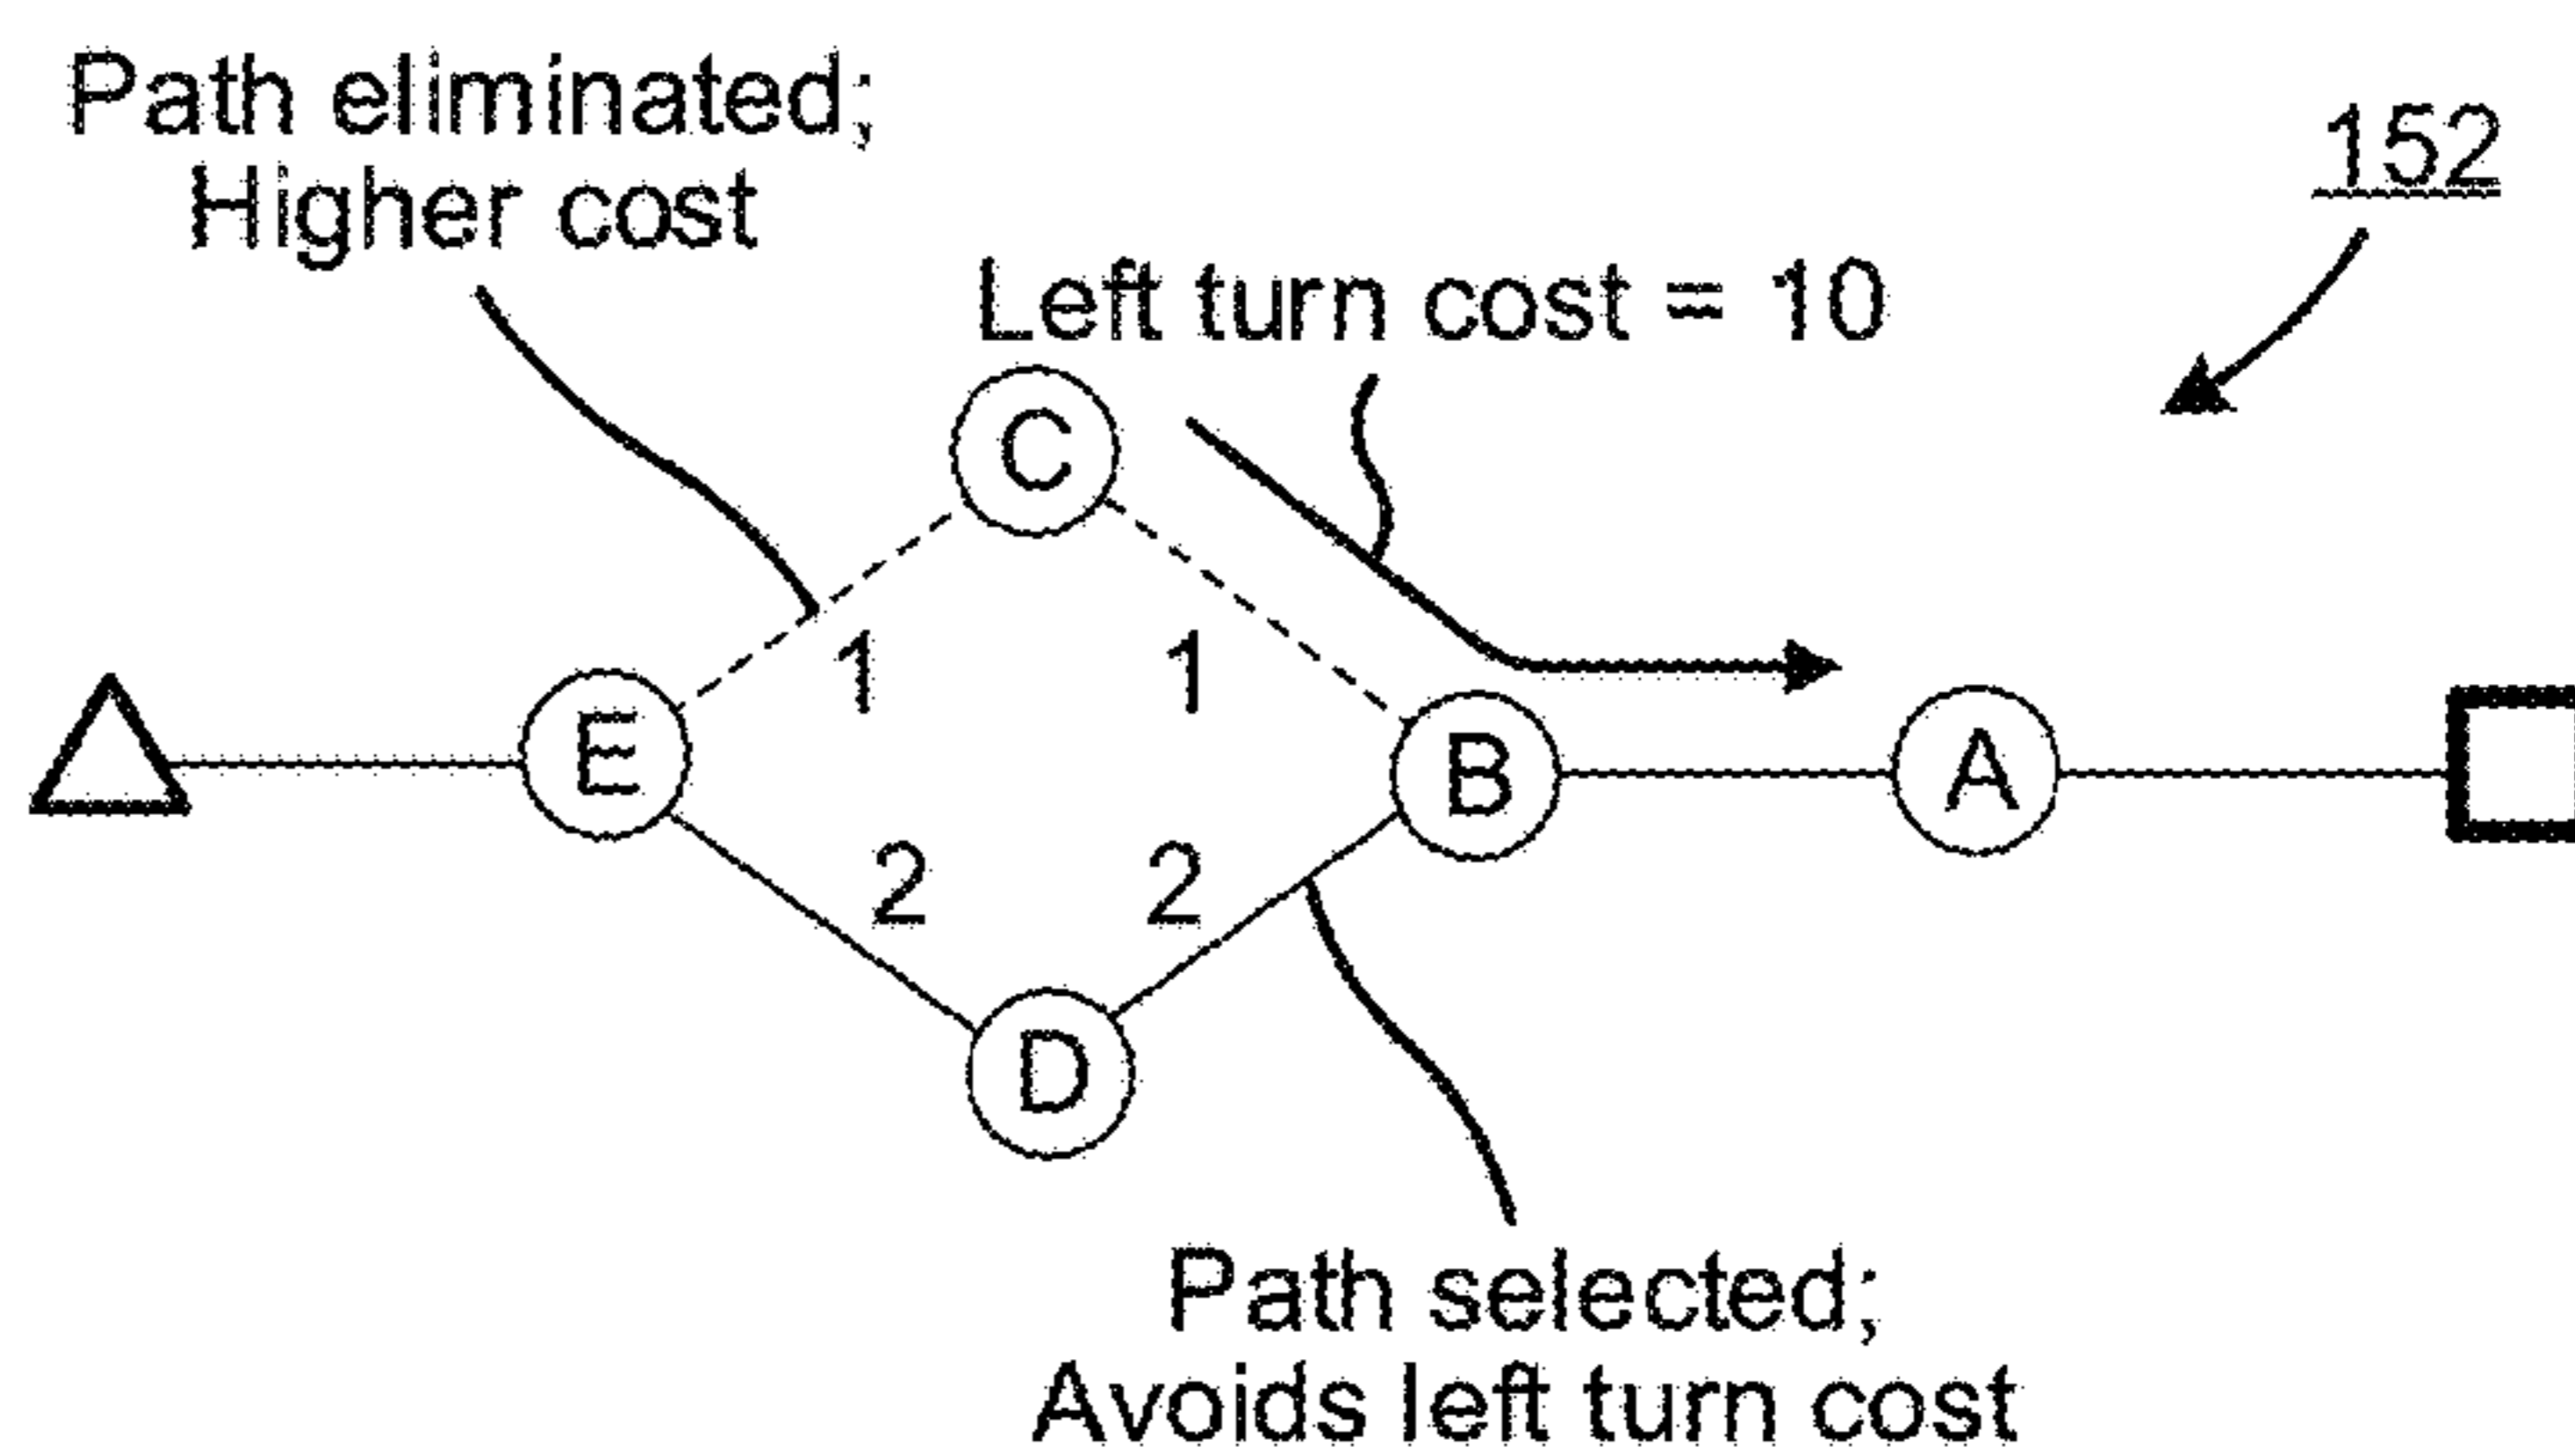 Path eliminated;
Higher cost
152
Left turn cost = 10
C
1
1
E
B
A
2
2
D
Path selected;
Avoids left turn cost